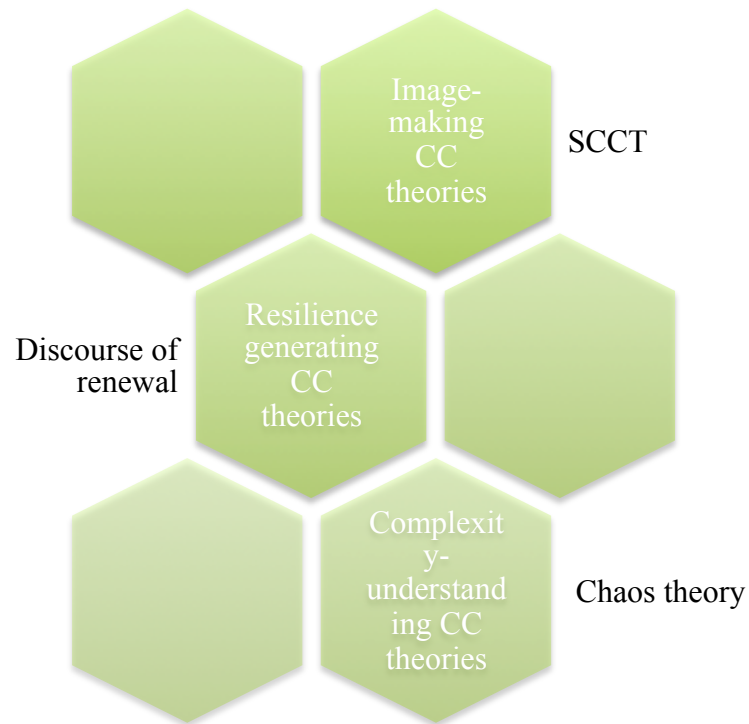 Image-
making
CC
theories
SCCT
Discourse of
renewal
Resilience
generating
CC
theories
Complexit
y-
understand
ing CC
theories
Chaos theory